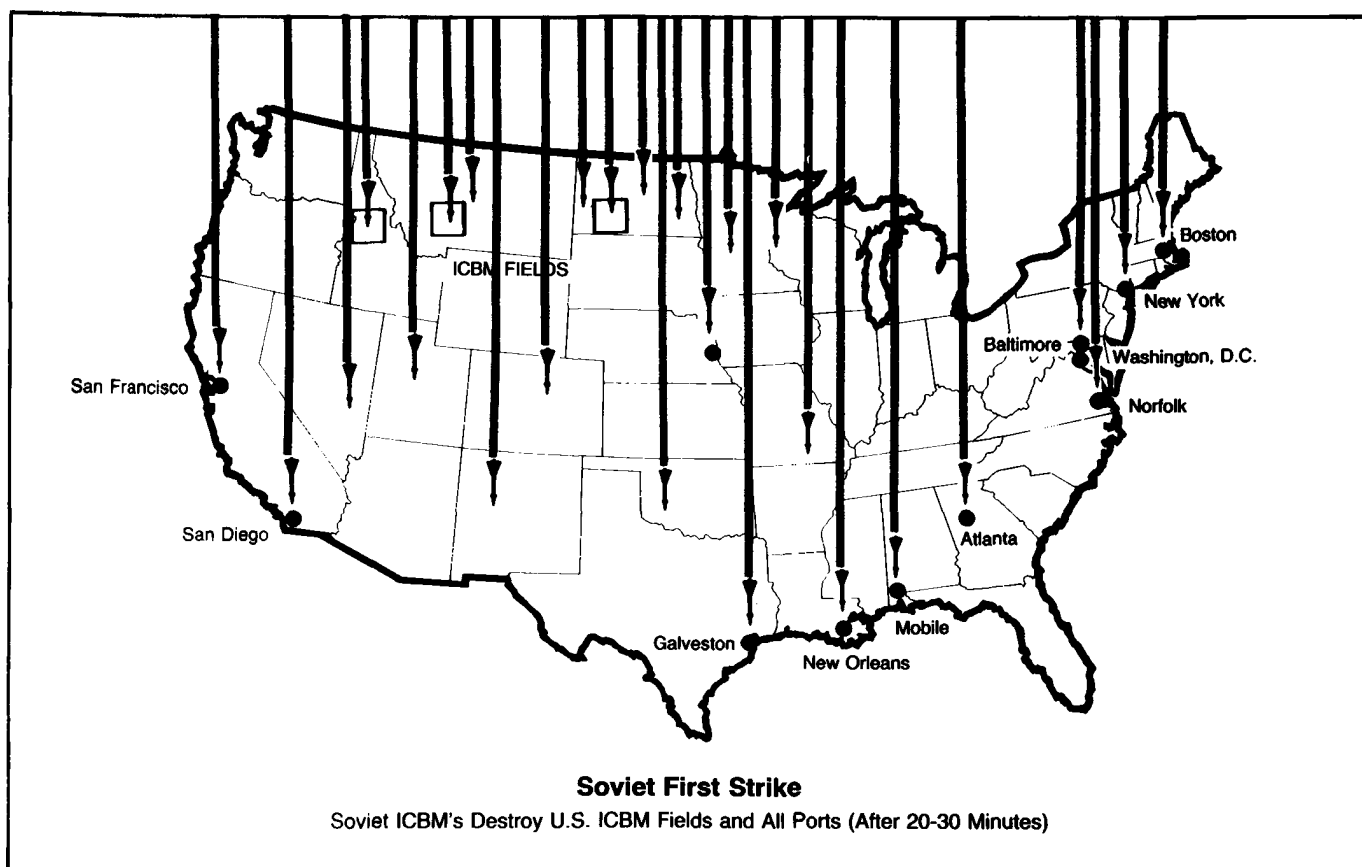 Boston
ICBM FIELDS
New York
Baltimore
Washington, D.C.
San Francisco
Norfolk
San Diego
Atlanta
Mobile
Galveston
New Orleans
Soviet First Strike
Soviet ICBM's Destroy U.S. ICBM Fields and All Ports (After 20-30 Minutes)